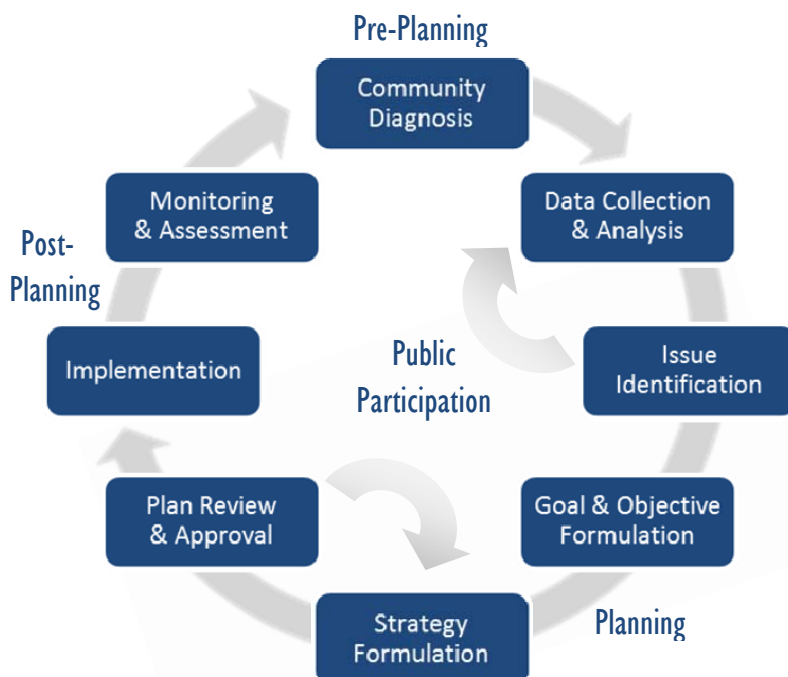 Pre-Planning
Community
Diagnosis
Monitoring
& Assessment
Data Collection
& Analysis
Post-
Planning
Implementation
Public
Participation
Issue
Identification
Plan Review
& Approval
Goal & Objective
Formulation
Strategy
Formulation
Planning